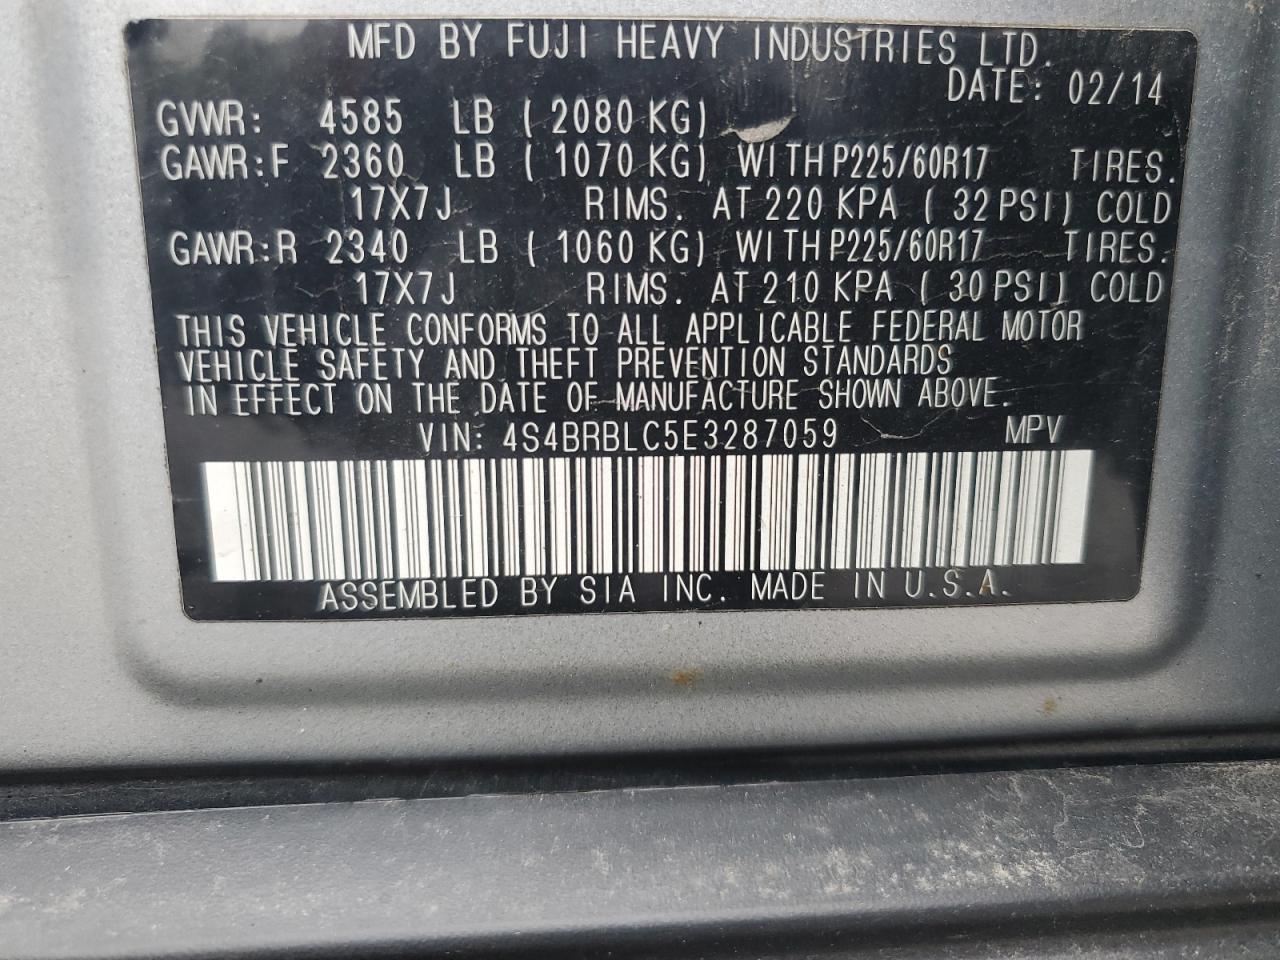 MFD BY FUJI HEAVY INDUSTRIES LTD.
DATE: 02/14
GVWR: 4585 LB ( 2080 KG)
GAWR:F 2360 LB ( 1070 KG) WITH P225/60R17 TIRES.
17X7J RIMS. AT 220 KPA ( 32 PSI) COLD
GAWR:R 2340 LB ( 1060 KG) WITH P225/60R17 TIRES.
17X7J RIMS. AT 210 KPA ( 30 PSI) COLD
THIS VEHICLE CONFORMS TO ALL APPLICABLE FEDERAL MOTOR
VEHICLE SAFETY AND THEFT PREVENTION STANDARDS
IN EFFECT ON THE DATE OF MANUFACTURE SHOWN ABOVE.
VIN: 4S4BRBLC5E3287059 MPV
ASSEMBLED BY SIA INC. MADE IN U.S.A.